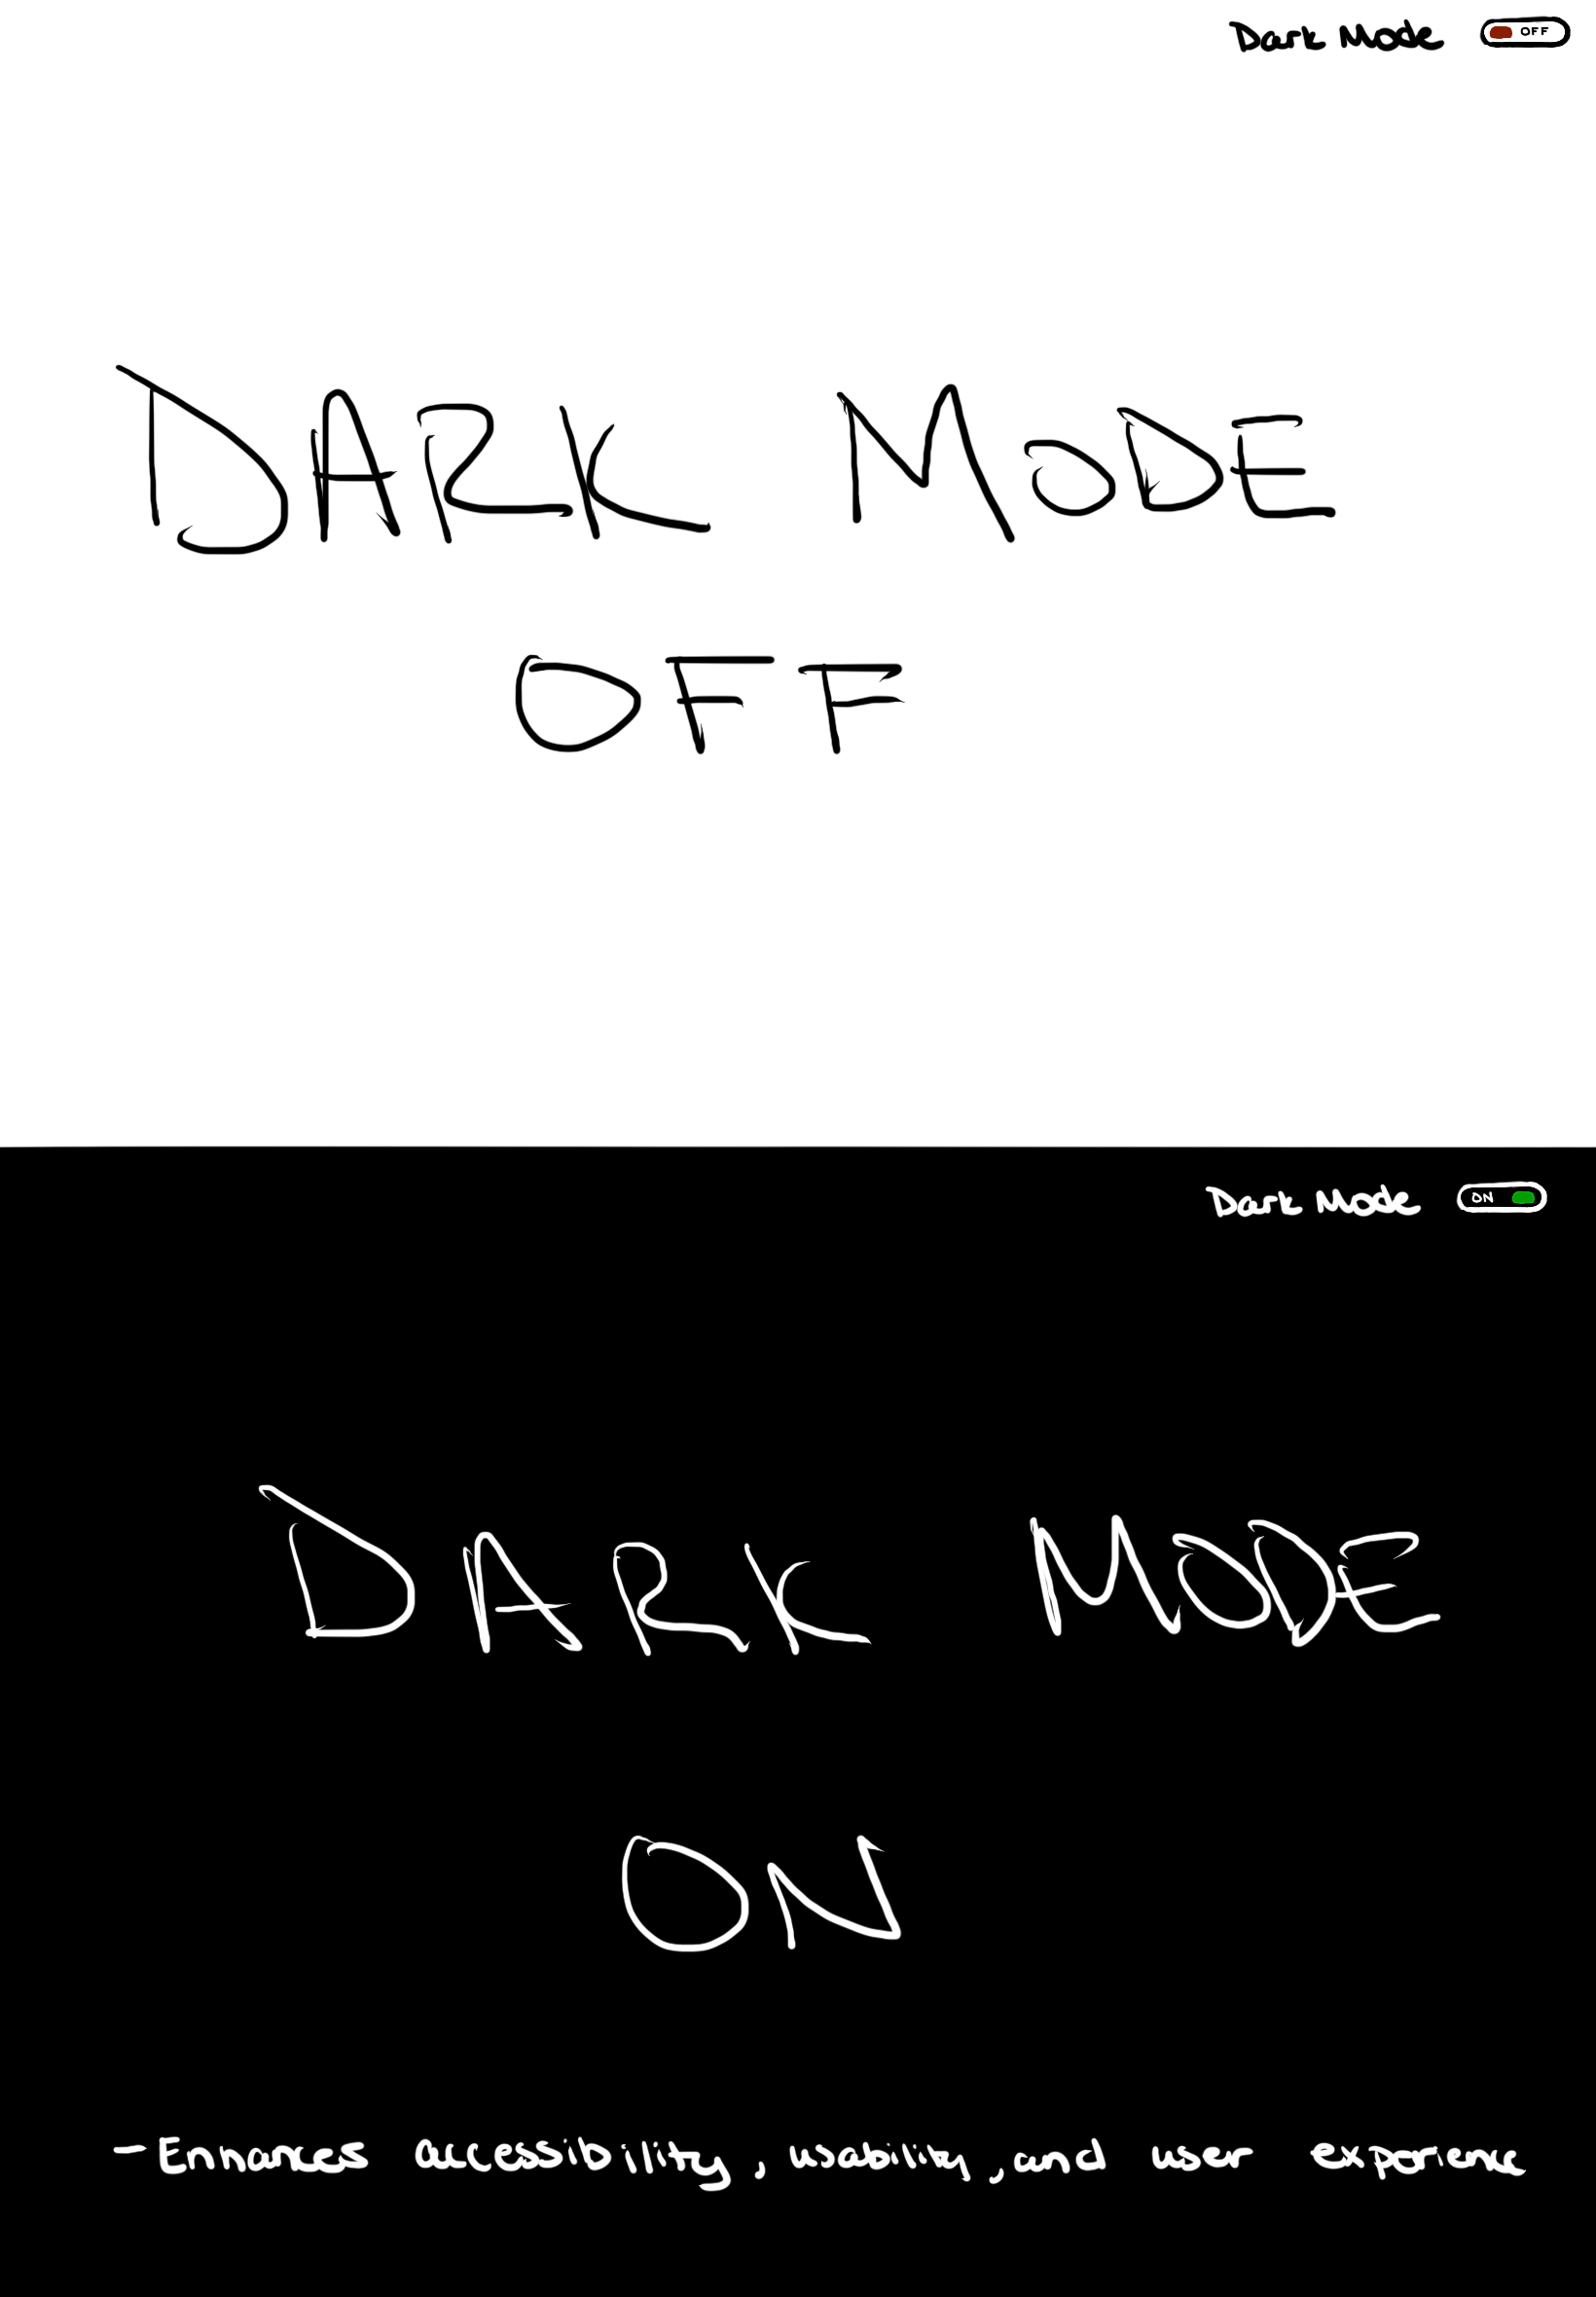 Dark Mode OFF
DARK MODE
OFF
Dark Mode ON
DARK MODE
ON
- Enhances accessibility, usability, and user experience